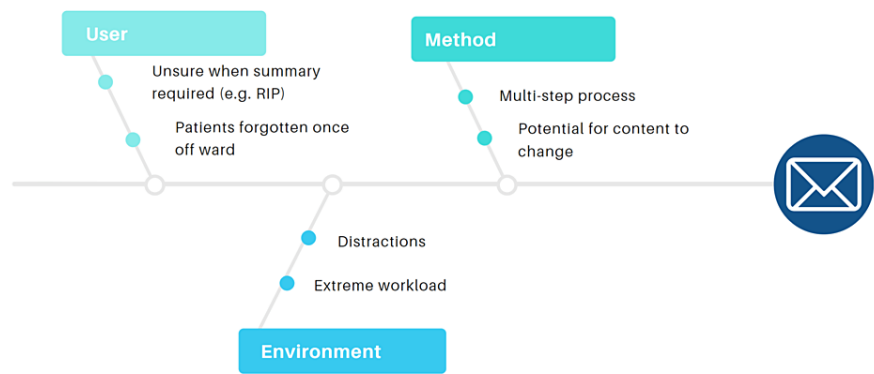 User
Unsure when summary
required (e.g. RIP)
Patients forgotten once
off ward
Method
Multi-step process
Potential for content to
change
Distractions
Extreme workload
Environment